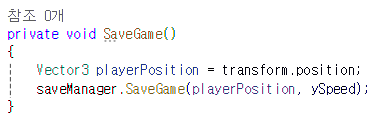 참조 0개
private void SaveGame()
{
Vector3 playerPosition = transform.position;
saveManager.SaveGame(playerPosition, ySpeed);
}